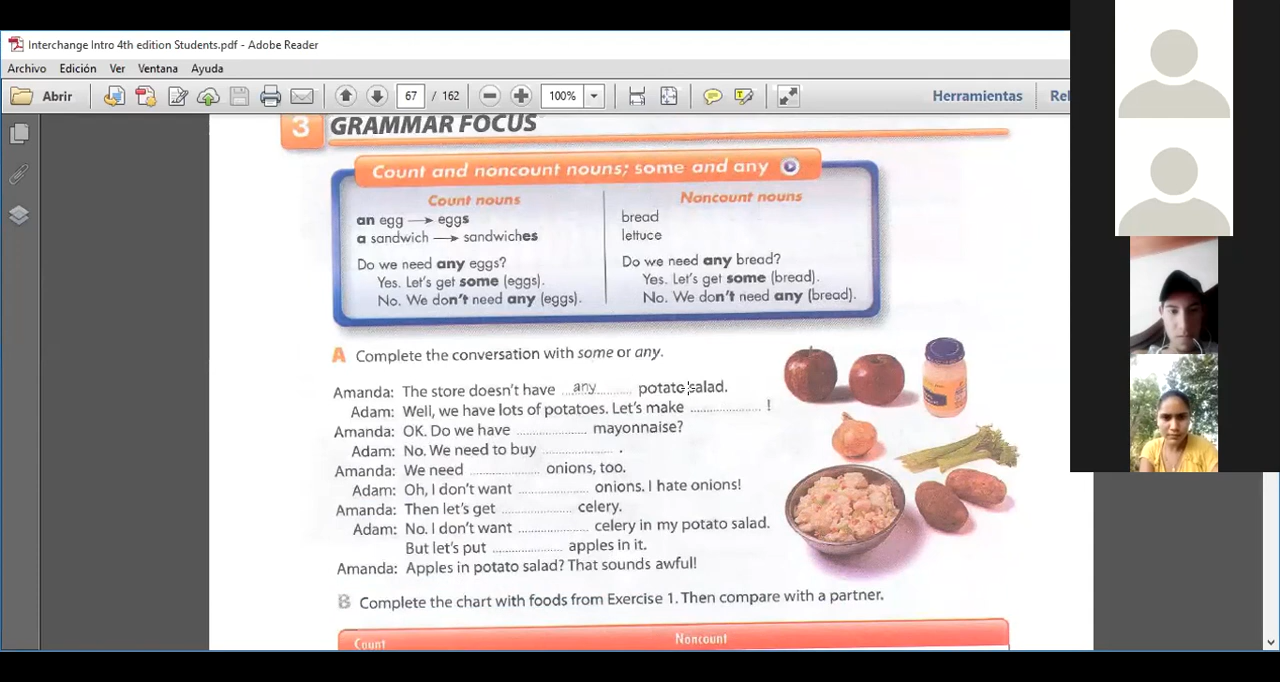 Interchange Intro 4th edition Students.pdf - Adobe Reader
Archivo Edición Ver Ventana Ayuda
Abrir 67 / 162 100% Herramientas
3 GRAMMAR FOCUS
Count and noncount nouns; some and any
Count nouns
an egg → eggs
a sandwich → sandwiches
Do we need any eggs?
Yes. Let's get some (eggs).
No. We don't need any (eggs).
Noncount nouns
bread
lettuce
Do we need any bread?
Yes. Let's get some (bread).
No. We don't need any (bread).
A Complete the conversation with some or any.
Amanda: The store doesn't have any potato salad.
Adam: Well, we have lots of potatoes. Let's make .............. !
Amanda: OK. Do we have .............. mayonnaise?
Adam: No. We need to buy .............. .
Amanda: We need .............. onions, too.
Adam: Oh, I don't want .............. onions. I hate onions!
Amanda: Then let's get .............. celery.
Adam: No. I don't want .............. celery in my potato salad.
But let's put .............. apples in it.
Amanda: Apples in potato salad? That sounds awful!
B Complete the chart with foods from Exercise 1. Then compare with a partner.
Count Noncount